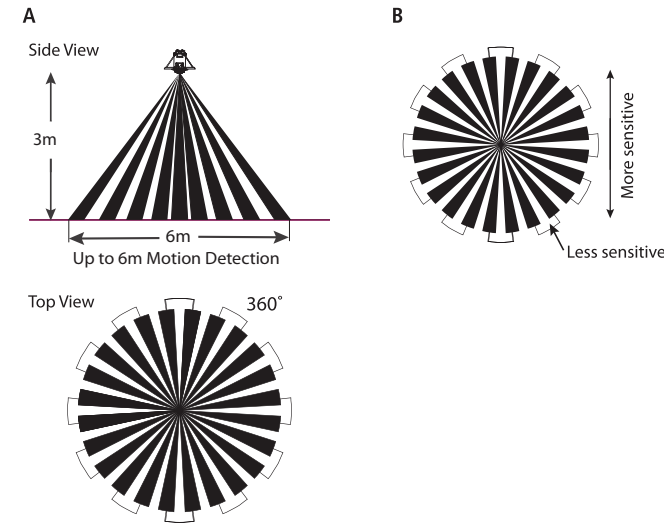 A
Side View
3m
6m
Up to 6m Motion Detection
Top View
360°
B
More sensitive
Less sensitive